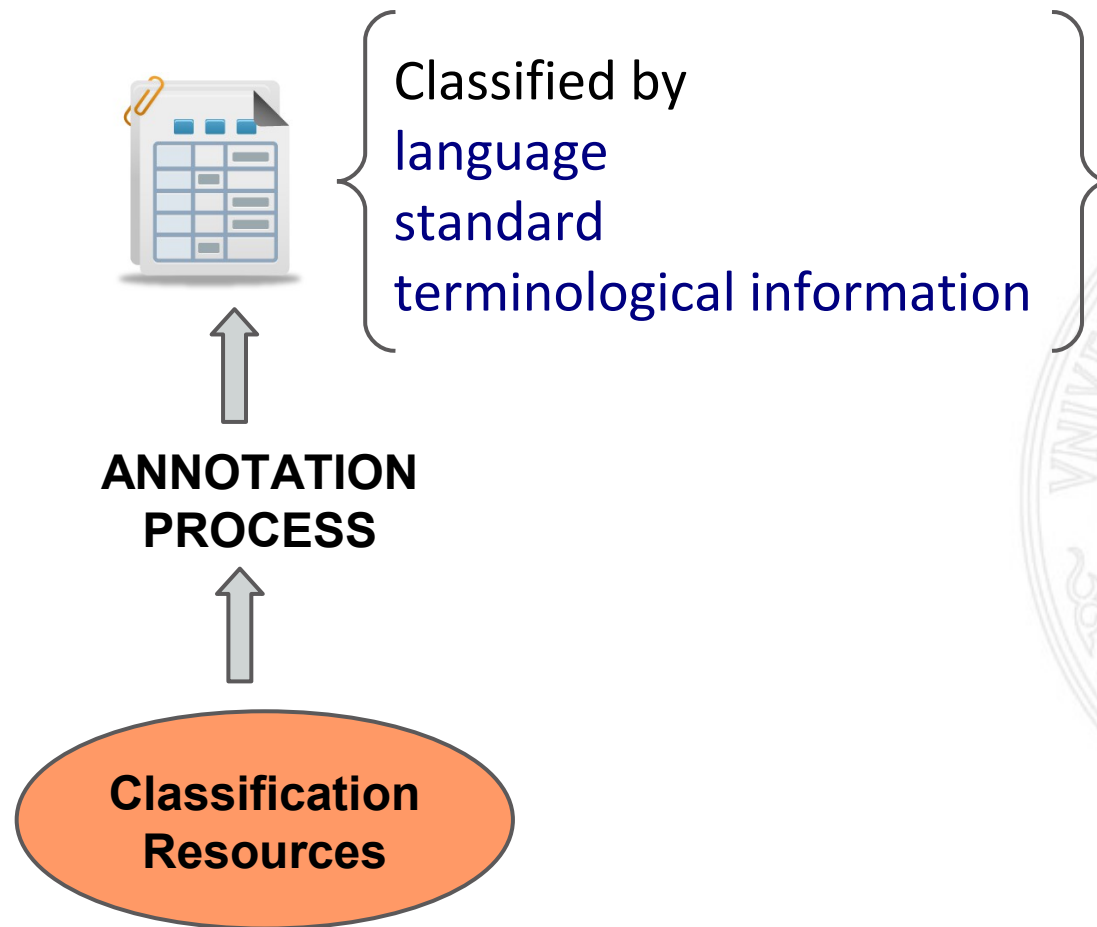 Classified by
language
standard
terminological information
ANNOTATION
PROCESS
Classification
Resources